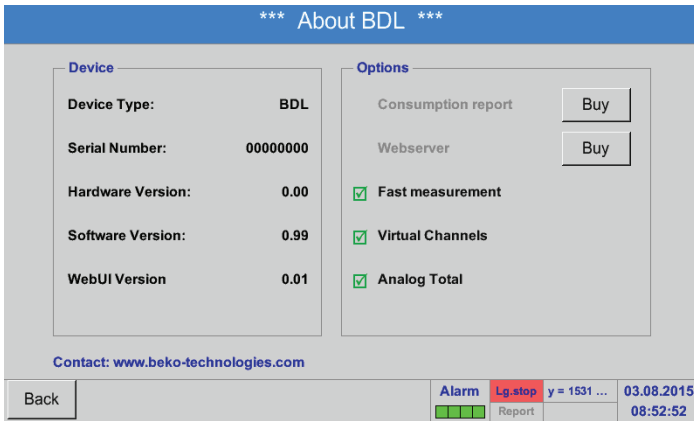 *** About BDL ***
Device
Device Type: BDL
Serial Number: 00000000
Hardware Version: 0.00
Software Version: 0.99
WebUI Version 0.01
Options
Consumption report Buy
Webserver Buy
Fast measurement
Virtual Channels
Analog Total
Contact: www.beko-technologies.com
Back
Alarm Lg.stop y = 1531 ... 03.08.2015
Report 08:52:52